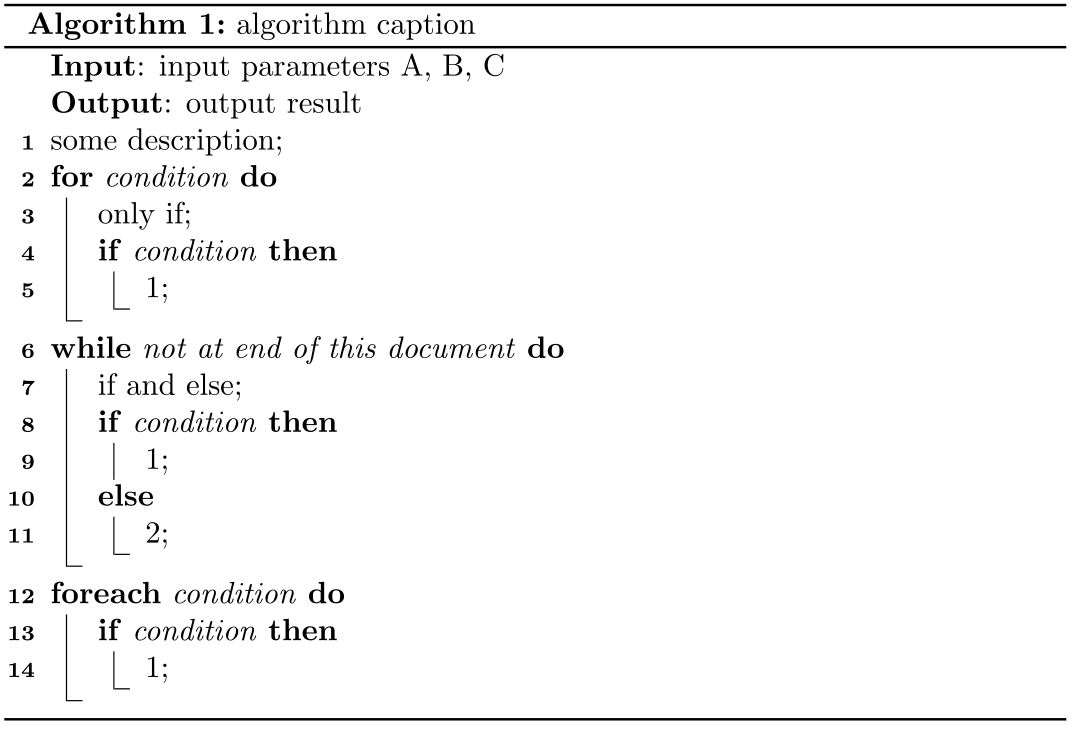 Algorithm 1: algorithm caption
Input: input parameters A, B, C
Output: output result
1 some description;
2 for condition do
3 only if;
4 if condition then
5 1;
6 while not at end of this document do
7 if and else;
8 if condition then
9 1;
10 else
11 2;
12 foreach condition do
13 if condition then
14 1;